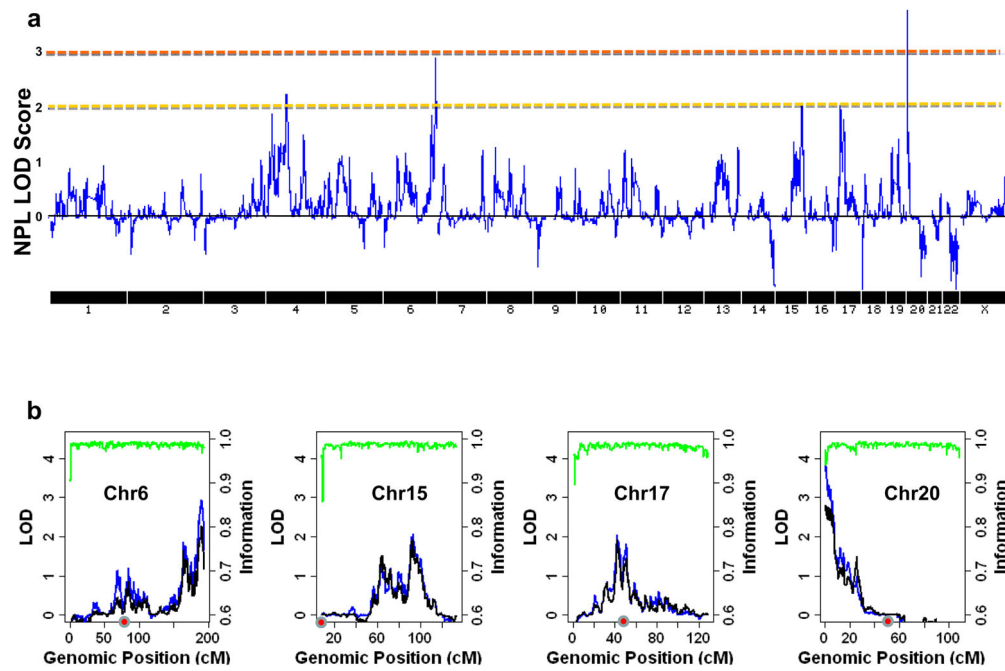 a
NPL LOD Score
3
2
1
0
1 2 3 4 5 6 7 8 9 10 11 12 13 14 15 16 17 18 19 20 21 22 X
b
Chr6
LOD
4
3
2
1
0
Information
1.0
0.9
0.8
0.7
0.6
0 50 100 200
Genomic Position (cM)
Chr15
LOD
4
3
2
1
0
Information
1.0
0.9
0.8
0.7
0.6
20 60 100
Genomic Position (cM)
Chr17
LOD
4
3
2
1
0
Information
1.0
0.9
0.8
0.7
0.6
0 40 80 120
Genomic Position (cM)
Chr20
LOD
4
3
2
1
0
Information
1.0
0.9
0.8
0.7
0.6
0 20 60 100
Genomic Position (cM)